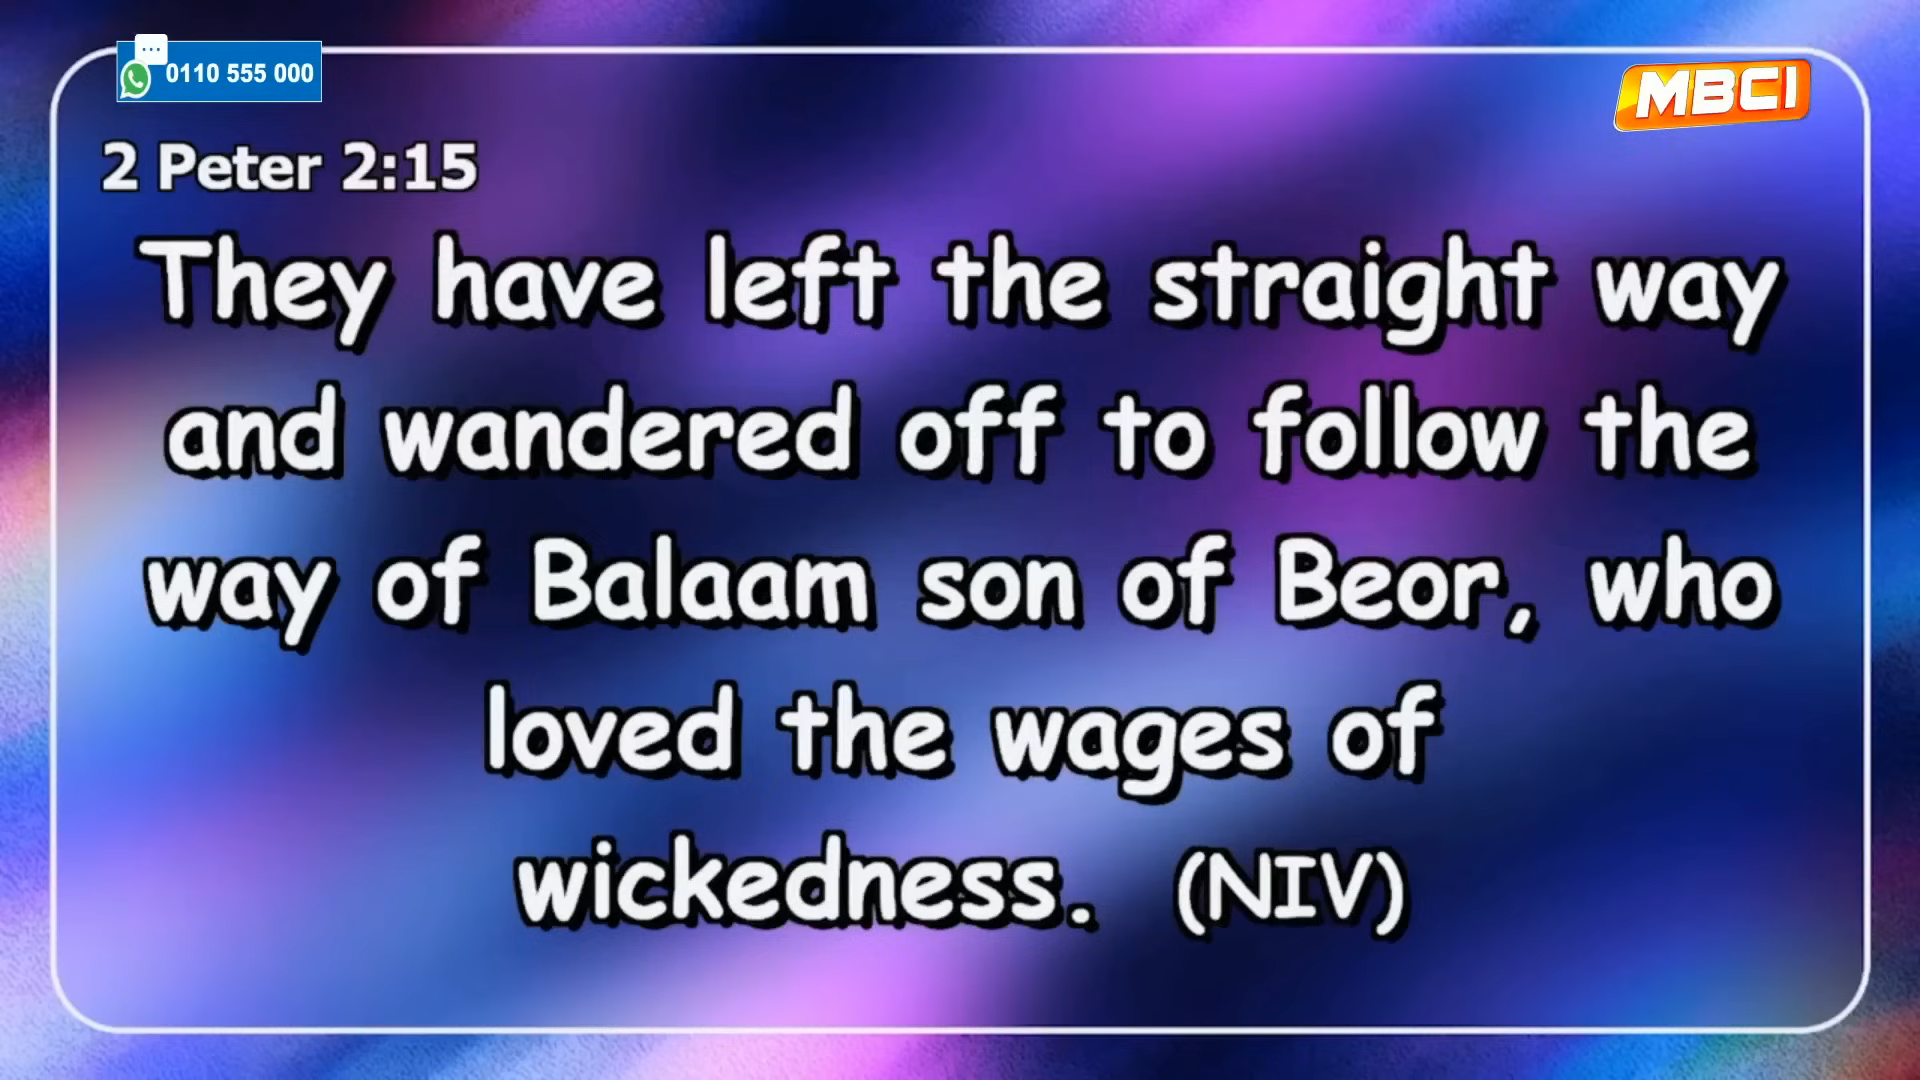 0110 555 000
MBCI
2 Peter 2:15
They have left the straight way
and wandered off to follow the
way of Balaam son of Beor, who
loved the wages of
wickedness. (NIV)